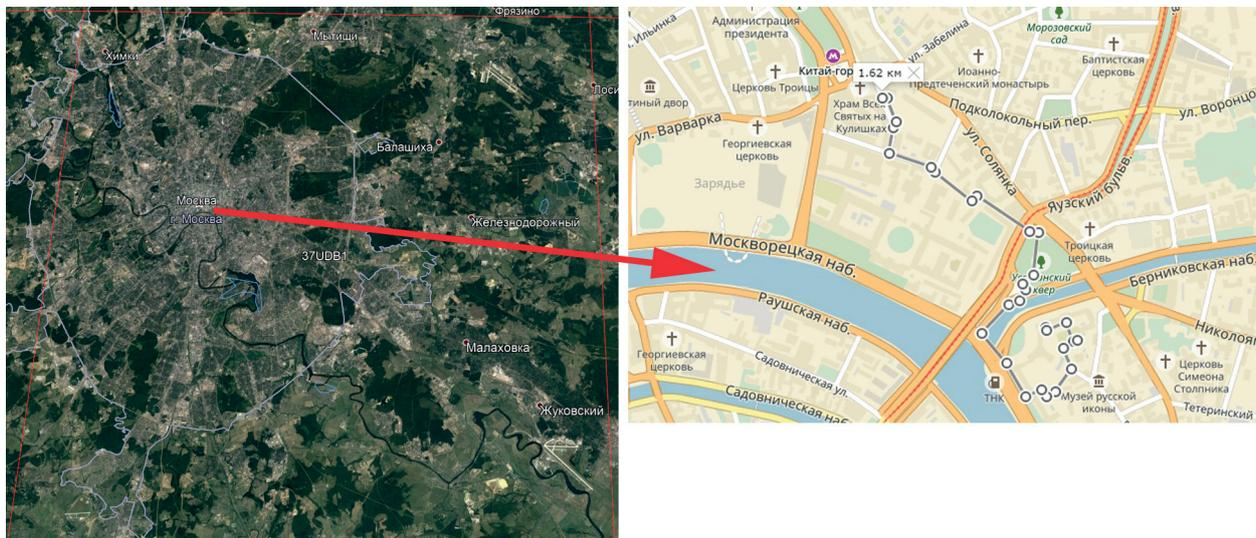 Фрязино
Мытищи
Химки
Балашиха
Москва
г. Москва
Железнодорожный
37UDB1
Малаховка
Жуковский
Администрация
президента
ул. Забелина
Морозовский
сад
Китай-гор
1.62 км
Церковь Троицы
Иоанно-
Предтеченский монастырь
Баптистская
церковь
тиный двор
Храм Всех
Святых на
Кулишках
ул. Варварка
Подколокольный пер.
ул. Воронцо
Георгиевская
церковь
ул. Солянка
Зарядье
Яузский бульв.
Москворецкая наб.
Троицкая
церковь
Берниковская наб.
Раушская наб.
Георгиевская
церковь
Садовническая ул.
Николоям
Церковь
Симеона
Столпника
ТНК
Музей русской
иконы
Садовническая наб.
Тетеринский